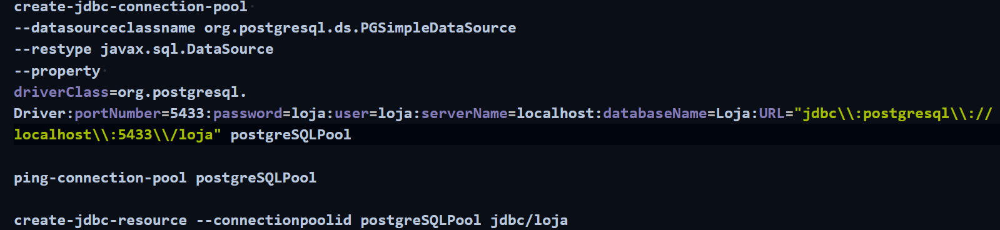 create-jdbc-connection-pool
--datasourceclassname org.postgresql.ds.PGSimpleDataSource
--restype javax.sql.DataSource
--property
driverClass=org.postgresql.
Driver:portNumber=5433:password=loja:user=loja:serverName=localhost:databaseName=Loja:URL="jdbc\\:postgresql\\://
localhost\\:5433\\/loja" postgreSQLPool
ping-connection-pool postgreSQLPool
create-jdbc-resource --connectionpoolid postgreSQLPool jdbc/loja